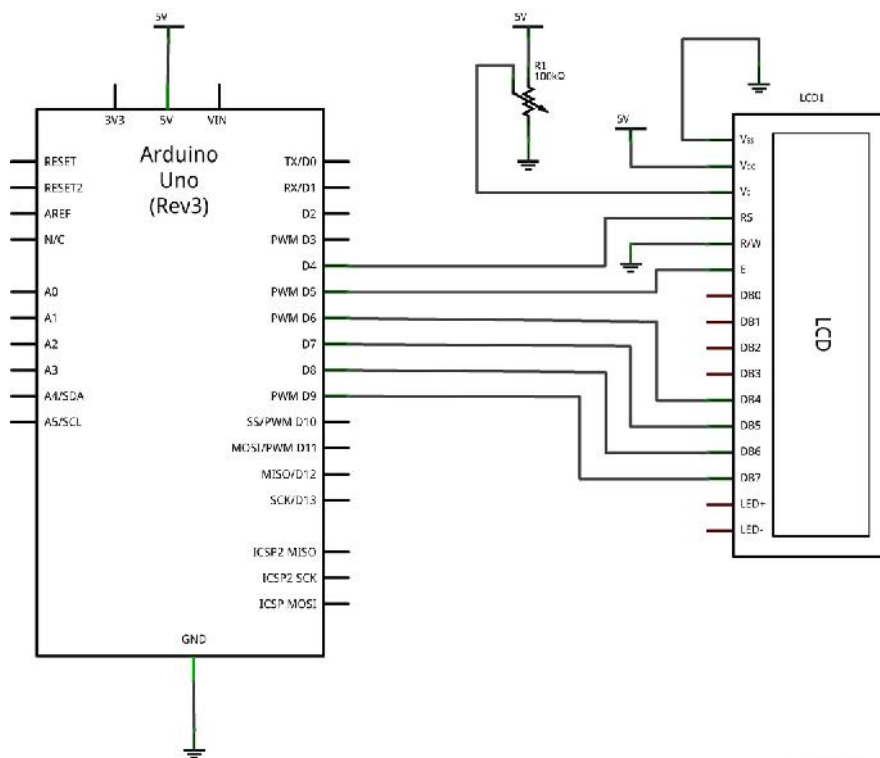 5V
5V
R1
100kΩ
LCD1
5V
3V3
5V
VIN
Arduino
Uno
(Rev3)
RESET
RESET2
AREF
N/C
A0
A1
A2
A3
A4/SDA
A5/SCL
TX/D0
RX/D1
D2
PWM D3
D4
PWM D5
PWM D6
D7
D8
PWM D9
SS/PWM D10
MOSI/PWM D11
MISO/D12
SCK/D13
ICSP2 MISO
ICSP2 SCK
ICSP MOSI
GND
Vss
Vcc
RS
R/W
E
DB0
DB1
DB2
DB3
DB4
DB5
DB6
DB7
LED+
LED-
LCD